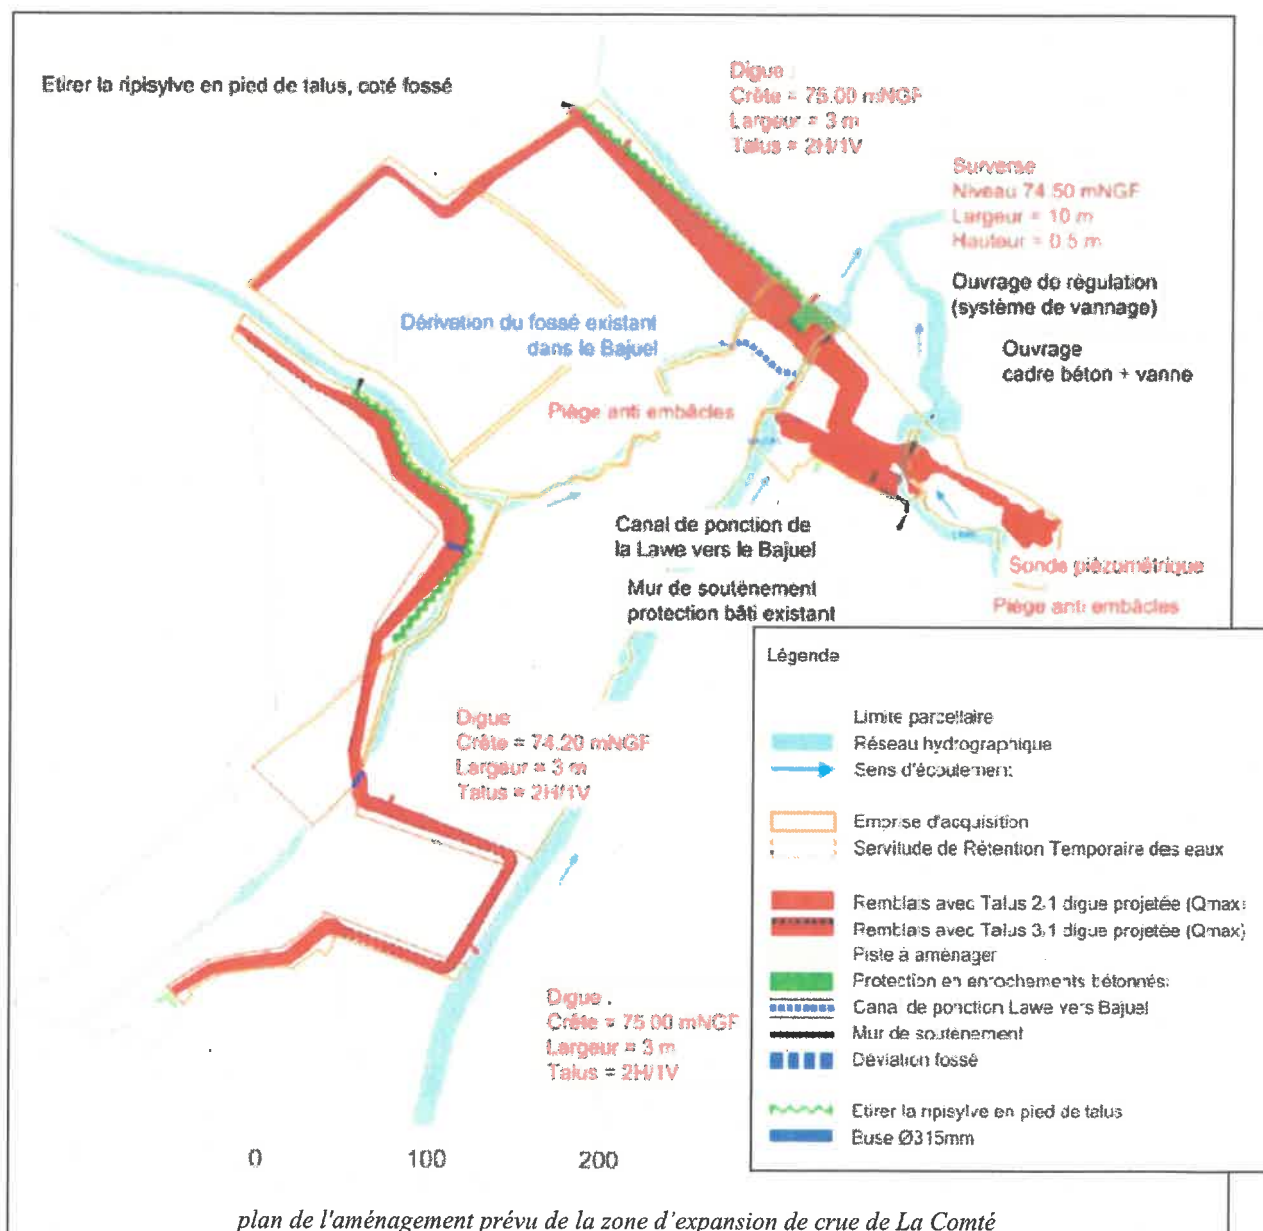 Etirer la ripisylve en pied de talus, coté fossé
Digue :
Crête = 75.00 mNGF
Largeur = 3 m
Talus = 2H/1V
Surverse
Niveau 74.50 mNGF
Largeur = 10 m
Hauteur = 0.5 m
Ouvrage de régulation
(système de vannage)
Ouvrage
cadre béton + vanne
Dérivation du fossé existant
dans le Bajuel
Piège anti embâcles
Canal de ponction de
la Lawe vers le Bajuel
Mur de soutènement
protection bâti existant
Sonde piézométrique
Piège anti embâcles
Digue
Crête = 74.20 mNGF
Largeur = 3 m
Talus = 2H/1V
Digue .
Crête = 75.00 mNGF
Largeur = 3 m
Talus = 2H/1V
Légende
Limite parcellaire
Réseau hydrographique
Sens d'écoulement
Emprise d'acquisition
Servitude de Rétention Temporaire des eaux
Remblais avec Talus 2.1 digue projetée (Qmax)
Remblais avec Talus 3.1 digue projetée (Qmax)
Piste à aménager
Protection en enrochements bétonnés
Canal de ponction Lawe vers Bajuel
Mur de soutènement
Déviation fossé
Etirer la ripisylve en pied de talus
Buse Ø315mm
0 100 200
plan de l'aménagement prévu de la zone d'expansion de crue de La Comté